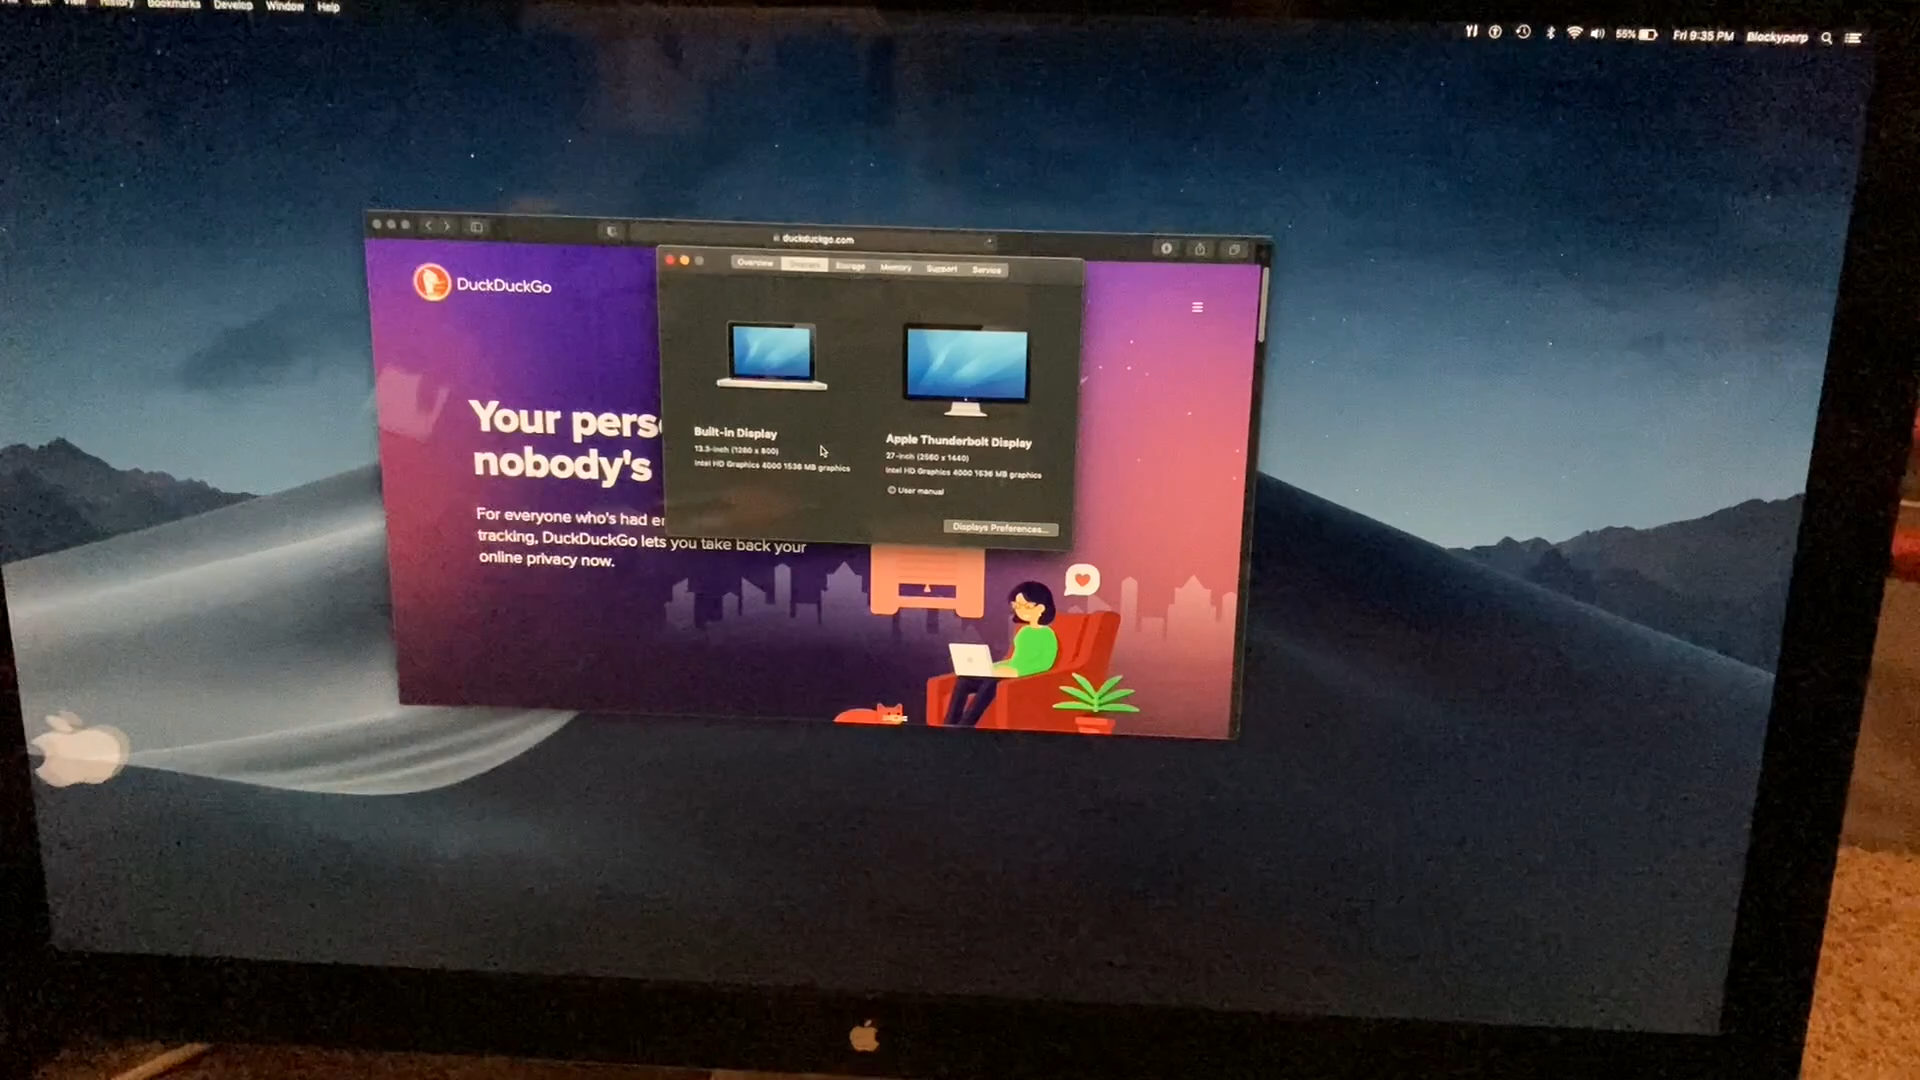 History Bookmarks Develop Window Help
55% Fri 9:35 PM Blockyperp
duckduckgo.com
Overview Displays Storage Memory Support Service
DuckDuckGo
Built-in Display
13.3-inch (1280 x 800)
Intel HD Graphics 4000 1536 MB graphics
Apple Thunderbolt Display
27-inch (2560 x 1440)
Intel HD Graphics 4000 1536 MB graphics
User manual
Displays Preferences...
Your pers
nobody's
For everyone who's had e
tracking, DuckDuckGo lets you take back your
online privacy now.